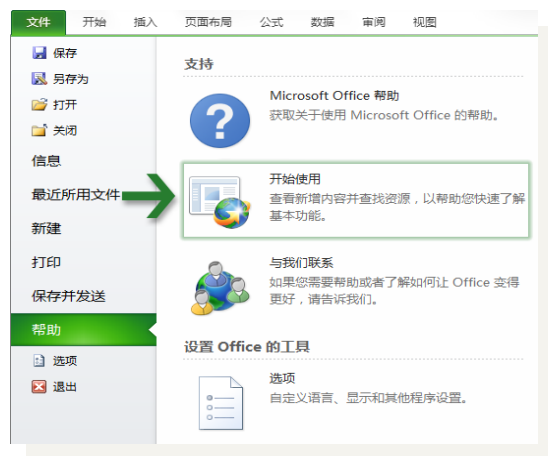 文件 开始 插入 页面布局 公式 数据 审阅 视图
保存
另存为
打开
关闭
信息
最近所用文件
新建
打印
保存并发送
帮助
选项
退出
支持
Microsoft Office 帮助
获取关于使用 Microsoft Office 的帮助。
开始使用
查看新增内容并查找资源，以帮助您快速了解
基本功能。
与我们联系
如果您需要帮助或者了解如何让 Office 变得
更好，请告诉我们。
设置 Office 的工具
选项
自定义语言、显示和其他程序设置。